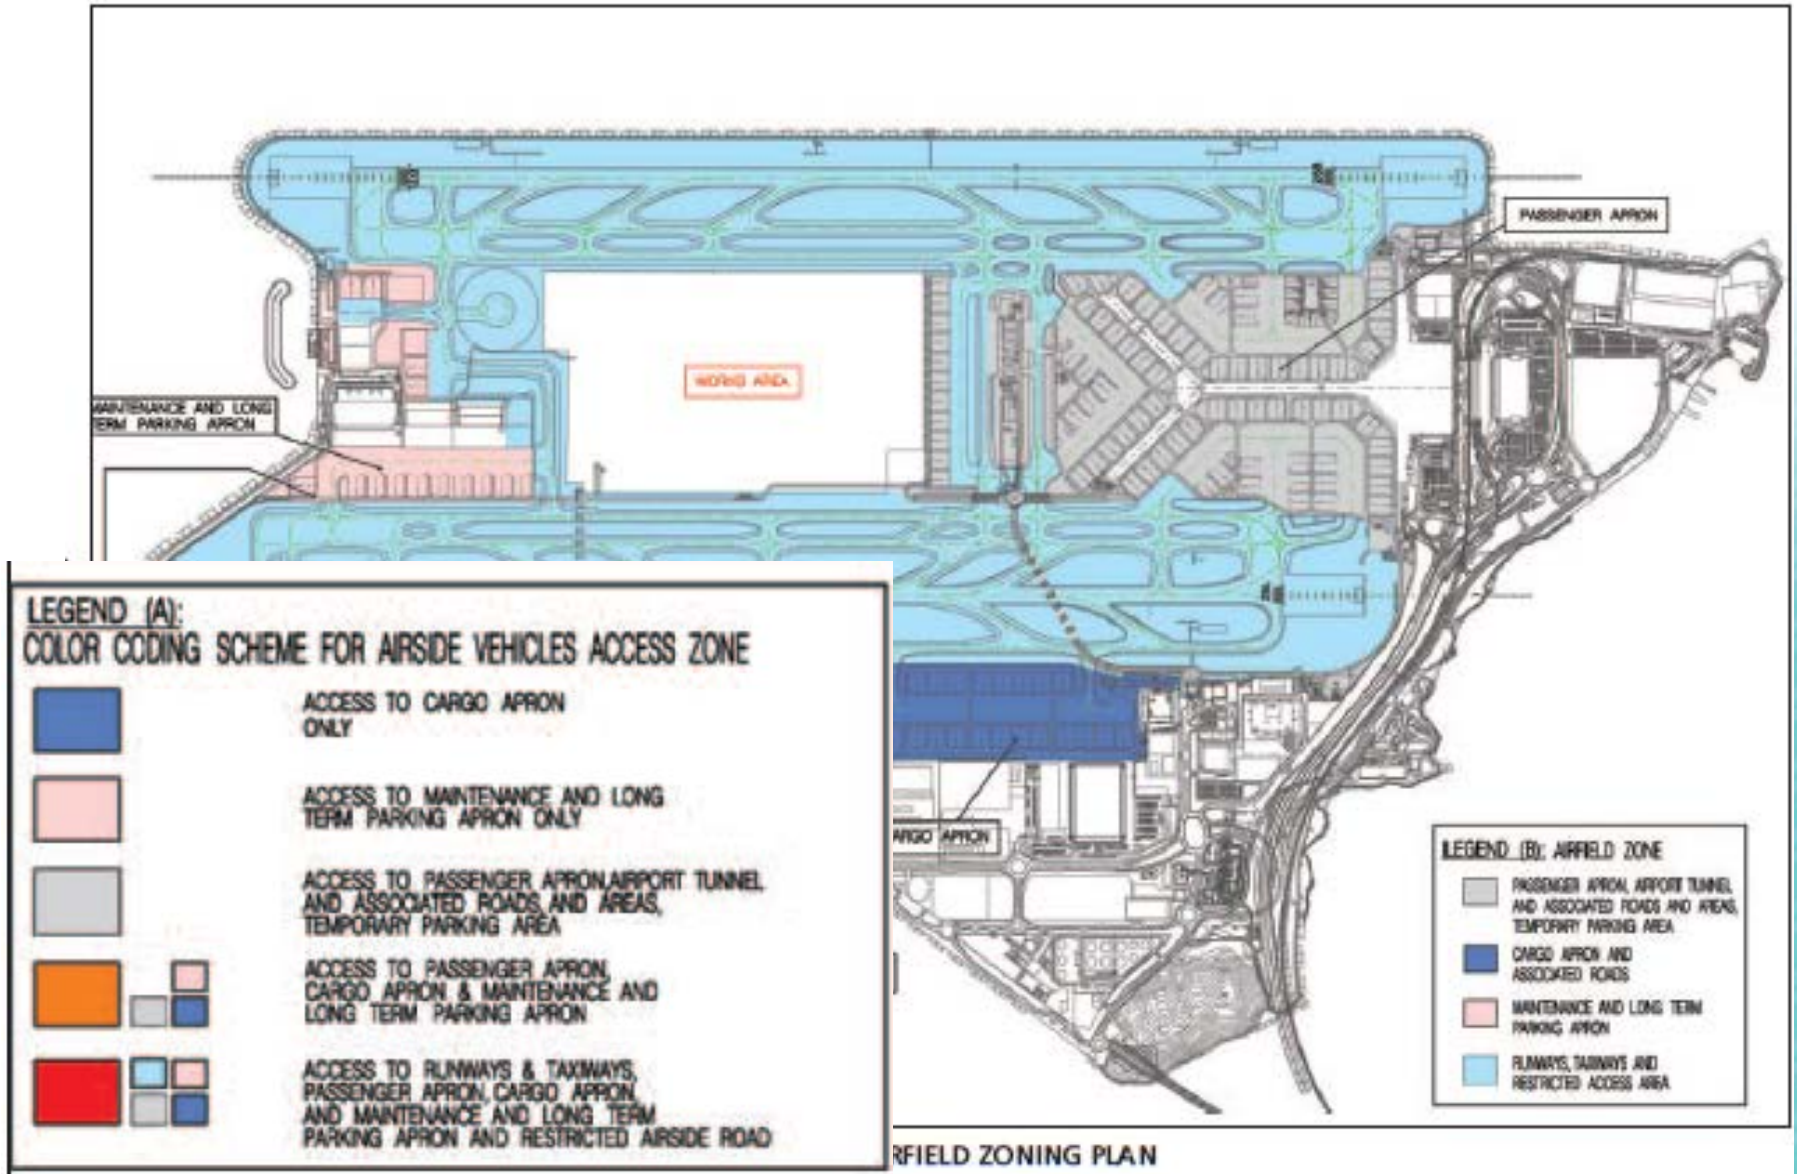 PASSENGER APRON
WORKS AREA
MAINTENANCE AND LONG
TERM PARKING APRON
LEGEND (A):
COLOR CODING SCHEME FOR AIRSIDE VEHICLES ACCESS ZONE
ACCESS TO CARGO APRON
ONLY
ACCESS TO MAINTENANCE AND LONG
TERM PARKING APRON ONLY
ACCESS TO PASSENGER APRON,AIRPORT TUNNEL
AND ASSOCIATED ROADS, AND AREAS,
TEMPORARY PARKING AREA
ACCESS TO PASSENGER APRON,
CARGO APRON & MAINTENANCE AND
LONG TERM PARKING APRON
ACCESS TO RUNWAYS & TAXIWAYS,
PASSENGER APRON, CARGO APRON,
AND MAINTENANCE AND LONG TERM
PARKING APRON AND RESTRICTED AIRSIDE ROAD
ARGO APRON
LEGEND (B): AIRFIELD ZONE
PASSENGER APRON, AIRPORT TUNNEL
AND ASSOCIATED ROADS AND AREAS,
TEMPORARY PARKING AREA
CARGO APRON AND
ASSOCIATED ROADS
MAINTENANCE AND LONG TERM
PARKING APRON
RUNWAYS, TAXIWAYS AND
RESTRICTED ACCESS AREA
RFIELD ZONING PLAN